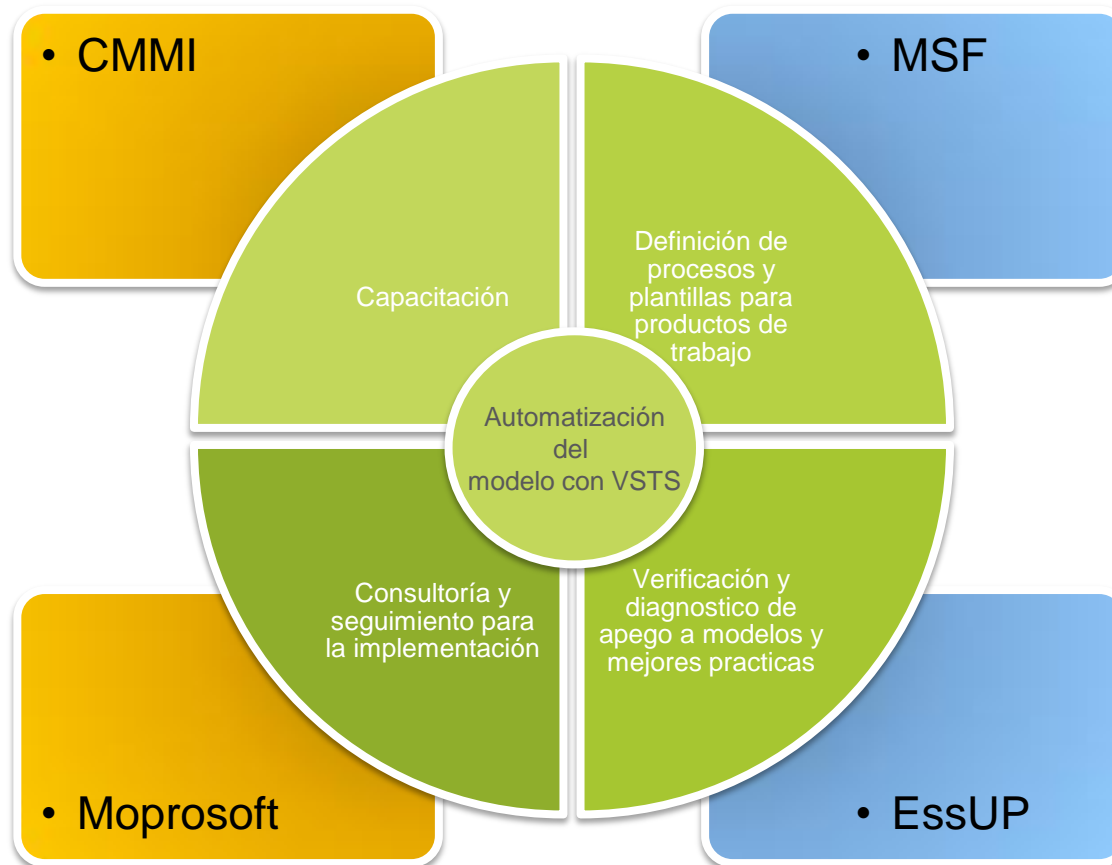 • CMMI
• MSF
Capacitación
Definición de
procesos y
plantillas para
productos de
trabajo
Automatización
del
modelo con VSTS
Consultoría y
seguimiento para
la implementación
Verificación y
diagnostico de
apego a modelos y
mejores practicas
• Moprosoft
• EssUP